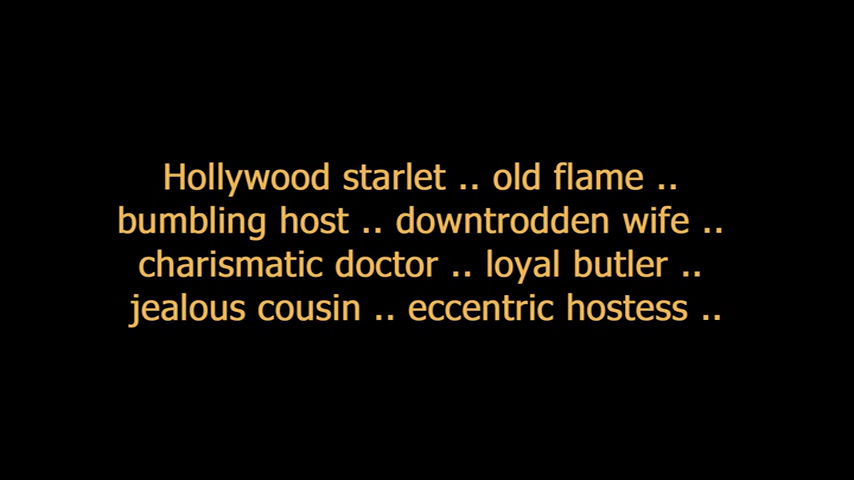 Hollywood starlet .. old flame ..
bumbling host .. downtrodden wife ..
charismatic doctor .. loyal butler ..
jealous cousin .. eccentric hostess ..